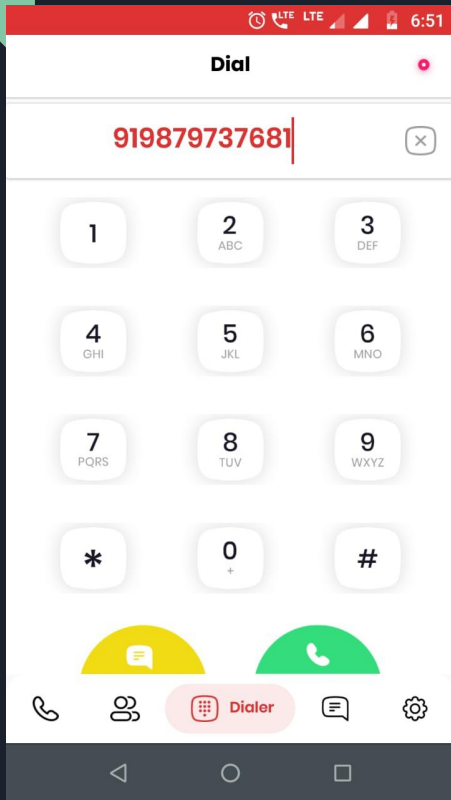 LTE LTE 6:51
Dial
919879737681
1 2 3
ABC DEF
4 5 6
GHI JKL MNO
7 8 9
PQRS TUV WXYZ
* 0 #
+
Dialer